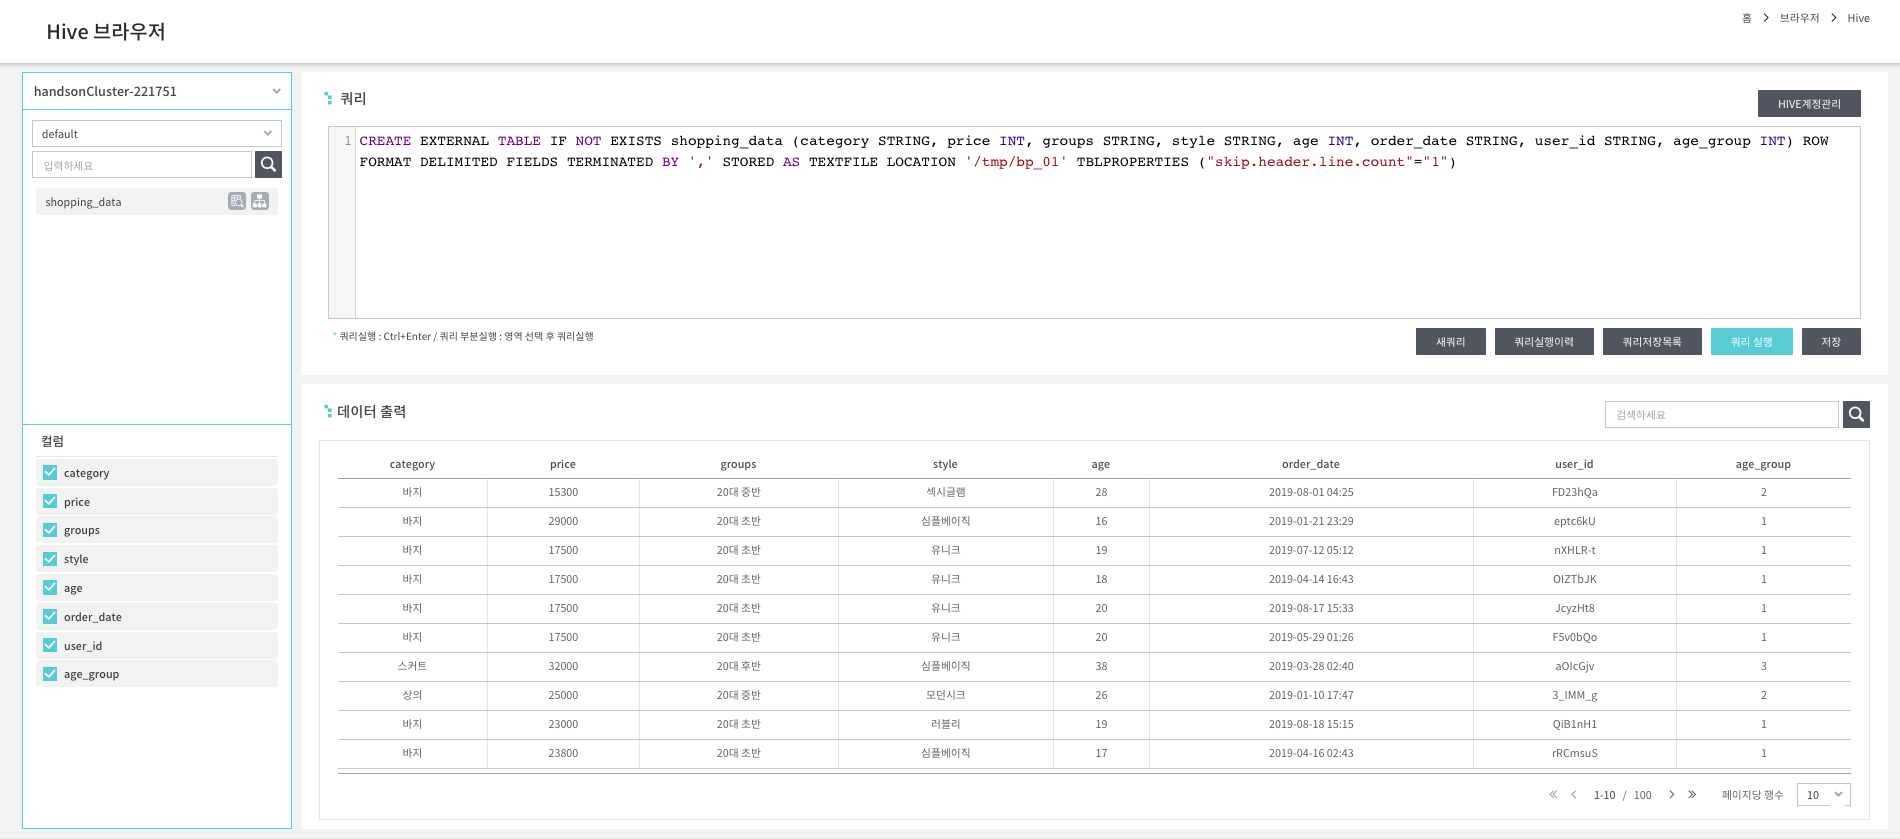 Hive 브라우저
홈 > 브라우저 > Hive
handsonCluster-221751
default
입력하세요
shopping_data
컬럼
category
price
groups
style
age
order_date
user_id
age_group
쿼리
HIVE계정관리
1 CREATE EXTERNAL TABLE IF NOT EXISTS shopping_data (category STRING, price INT, groups STRING, style STRING, age INT, order_date STRING, user_id STRING, age_group INT) ROW
FORMAT DELIMITED FIELDS TERMINATED BY ',' STORED AS TEXTFILE LOCATION '/tmp/bp_01' TBLPROPERTIES ("skip.header.line.count"="1")
* 쿼리실행 : Ctrl+Enter / 쿼리 부분실행 : 영역 선택 후 쿼리실행
새쿼리 쿼리실행이력 쿼리저장목록 쿼리 실행 저장
데이터 출력
검색하세요
category price groups style age order_date user_id age_group
바지 15300 20대 중반 섹시글램 28 2019-08-01 04:25 FD23hQa 2
바지 29000 20대 초반 심플베이직 16 2019-01-21 23:29 eptc6kU 1
바지 17500 20대 초반 유니크 19 2019-07-12 05:12 nXHLR-t 1
바지 17500 20대 초반 유니크 18 2019-04-14 16:43 OIZTbJK 1
바지 17500 20대 초반 유니크 20 2019-08-17 15:33 JcyzHt8 1
바지 17500 20대 초반 유니크 20 2019-05-29 01:26 F5v0bQo 1
스커트 32000 20대 후반 심플베이직 38 2019-03-28 02:40 aOIcGjv 3
상의 25000 20대 중반 모던시크 26 2019-01-10 17:47 3_IMM_g 2
바지 23000 20대 초반 러블리 19 2019-08-18 15:15 QiB1nH1 1
바지 23800 20대 초반 심플베이직 17 2019-04-16 02:43 rRCmsuS 1
1-10 / 100 페이지당 행수 10